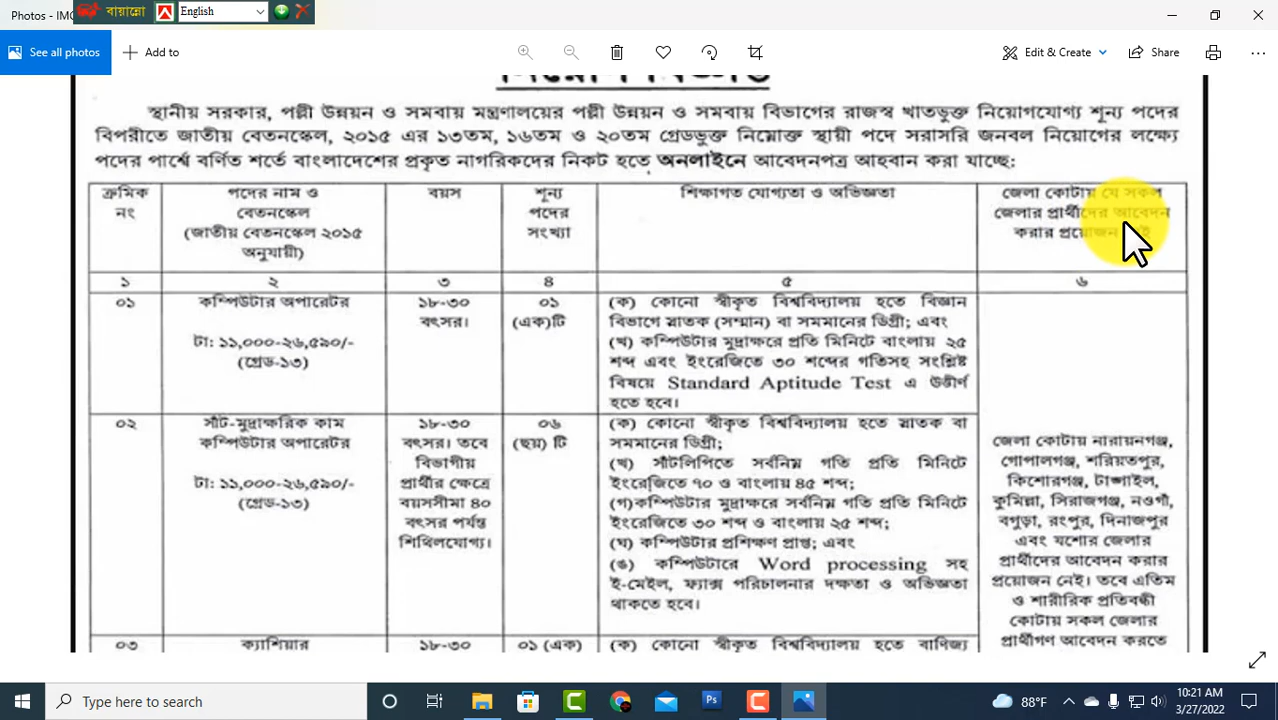 Photos - IMG
বায়ান্নো
English
See all photos
Add to
Edit & Create
Share
স্থানীয় সরকার, পল্লী উন্নয়ন ও সমবায় মন্ত্রণালয়ের পল্লী উন্নয়ন ও সমবায় বিভাগের রাজস্ব খাতভুক্ত নিয়োগযোগ্য শূন্য পদের
বিপরীতে জাতীয় বেতনস্কেল, ২০১৫ এর ১৩তম, ১৬তম ও ২০তম গ্রেডভুক্ত নিম্নোক্ত স্থায়ী পদে সরাসরি জনবল নিয়োগের লক্ষ্যে
পদের পার্শ্বে বর্ণিত শর্তে বাংলাদেশের প্রকৃত নাগরিকদের নিকট হতে অনলাইনে আবেদনপত্র আহবান করা যাচ্ছে:
ক্রমিক
নং
পদের নাম ও
বেতনস্কেল
(জাতীয় বেতনস্কেল ২০১৫
অনুযায়ী)
বয়স
শূন্য
পদের
সংখ্যা
শিক্ষাগত যোগ্যতা ও অভিজ্ঞতা
জেলা কোটায় যে সকল
জেলার প্রার্থীদের আবেদন
করার প্রয়োজন নেই
১
২
৩
৪
৫
৬
০১
কম্পিউটার অপারেটর
টা: ১১,০০০-২৬,৫৯০/-
(গ্রেড-১৩)
১৮-৩০
বৎসর।
০১
(এক)টি
(ক) কোনো স্বীকৃত বিশ্ববিদ্যালয় হতে বিজ্ঞান
বিভাগে স্নাতক (সম্মান) বা সমমানের ডিগ্রী; এবং
(খ) কম্পিউটার মুদ্রাক্ষরে প্রতি মিনিটে বাংলায় ২৫
শব্দ এবং ইংরেজিতে ৩০ শব্দের গতিসহ সংশ্লিষ্ট
বিষয়ে Standard Aptitude Test এ উত্তীর্ণ
হতে হবে।
০২
সাঁট-মুদ্রাক্ষরিক কাম
কম্পিউটার অপারেটর
টা: ১১,০০০-২৬,৫৯০/-
(গ্রেড-১৩)
১৮-৩০
বৎসর। তবে
বিভাগীয়
প্রার্থীর ক্ষেত্রে
বয়সসীমা ৪০
বৎসর পর্যন্ত
শিথিলযোগ্য।
০৬
(ছয়) টি
(ক) কোনো স্বীকৃত বিশ্ববিদ্যালয় হতে স্নাতক বা
সমমানের ডিগ্রী;
(খ) সাঁটলিপিতে সর্বনিম্ন গতি প্রতি মিনিটে
ইংরেজিতে ৭০ ও বাংলায় ৪৫ শব্দ;
(গ)কম্পিউটার মুদ্রাক্ষরে সর্বনিম্ন গতি প্রতি মিনিটে
ইংরেজিতে ৩০ শব্দ ও বাংলায় ২৫ শব্দ;
(ঘ) কম্পিউটার প্রশিক্ষণ প্রাপ্ত; এবং
(ঙ) কম্পিউটারে Word processing সহ
ই-মেইল, ফ্যাক্স পরিচালনার দক্ষতা ও অভিজ্ঞতা
থাকতে হবে।
জেলা কোটায় নারায়নগঞ্জ,
গোপালগঞ্জ, শরিয়তপুর,
কিশোরগঞ্জ, টাঙ্গাইল,
কুমিল্লা, সিরাজগঞ্জ, নওগাঁ,
বগুড়া, রংপুর, দিনাজপুর
এবং যশোর জেলার
প্রার্থীদের আবেদন করার
প্রয়োজন নেই। তবে এতিম
ও শারীরিক প্রতিবন্ধী
কোটায় সকল জেলার
প্রার্থীগণ আবেদন করতে
০৩
ক্যাশিয়ার
১৮-৩০
০১ (এক)
(ক) কোনো স্বীকৃত বিশ্ববিদ্যালয় হতে বাণিজ্য
Type here to search
Ps
88°F
10:21 AM
3/27/2022